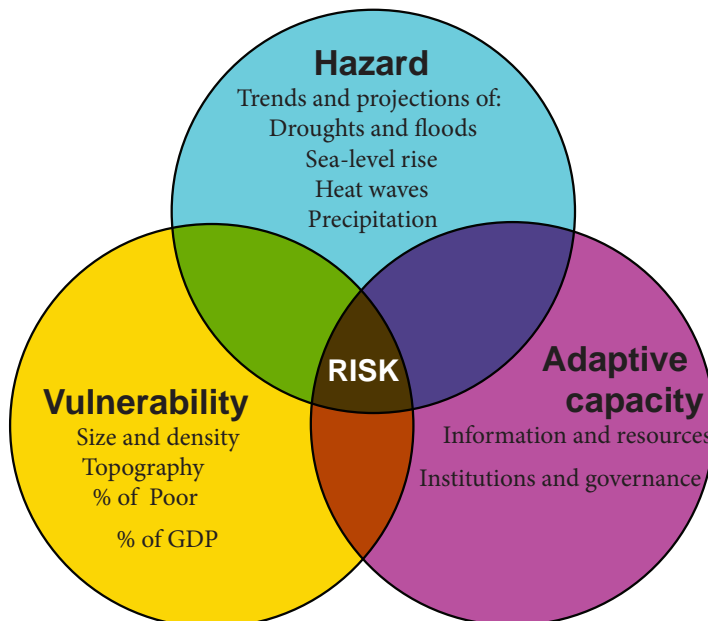 Hazard
Trends and projections of:
Droughts and floods
Sea-level rise
Heat waves
Precipitation
RISK
Vulnerability
Size and density
Topography
% of Poor
% of GDP
Adaptive
capacity
Information and resources
Institutions and governance